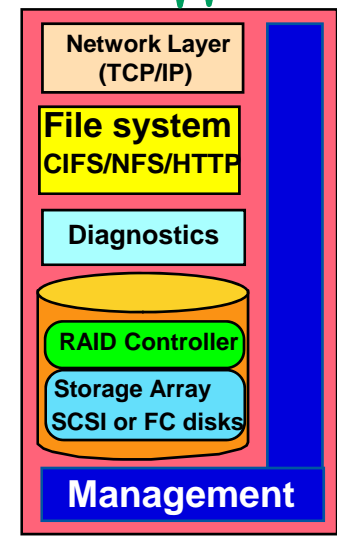 Network Layer
(TCP/IP)
File system
CIFS/NFS/HTTP
Diagnostics
RAID Controller
Storage Array
SCSI or FC disks
Management